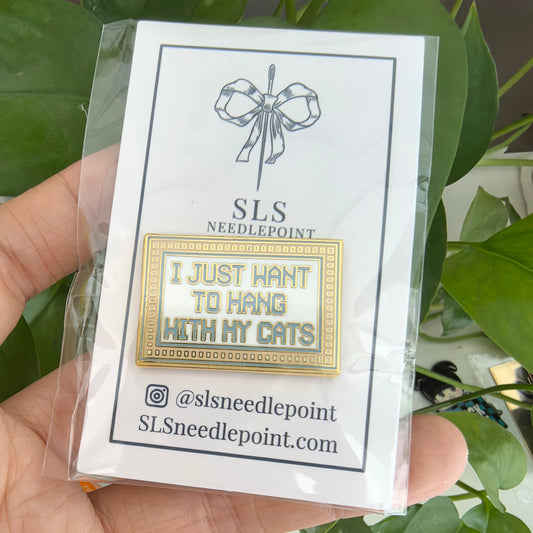 SLS
NEEDLEPOINT
I JUST WANT
TO HANG
WITH MY CATS
@slsneedlepoint
SLSneedlepoint.com